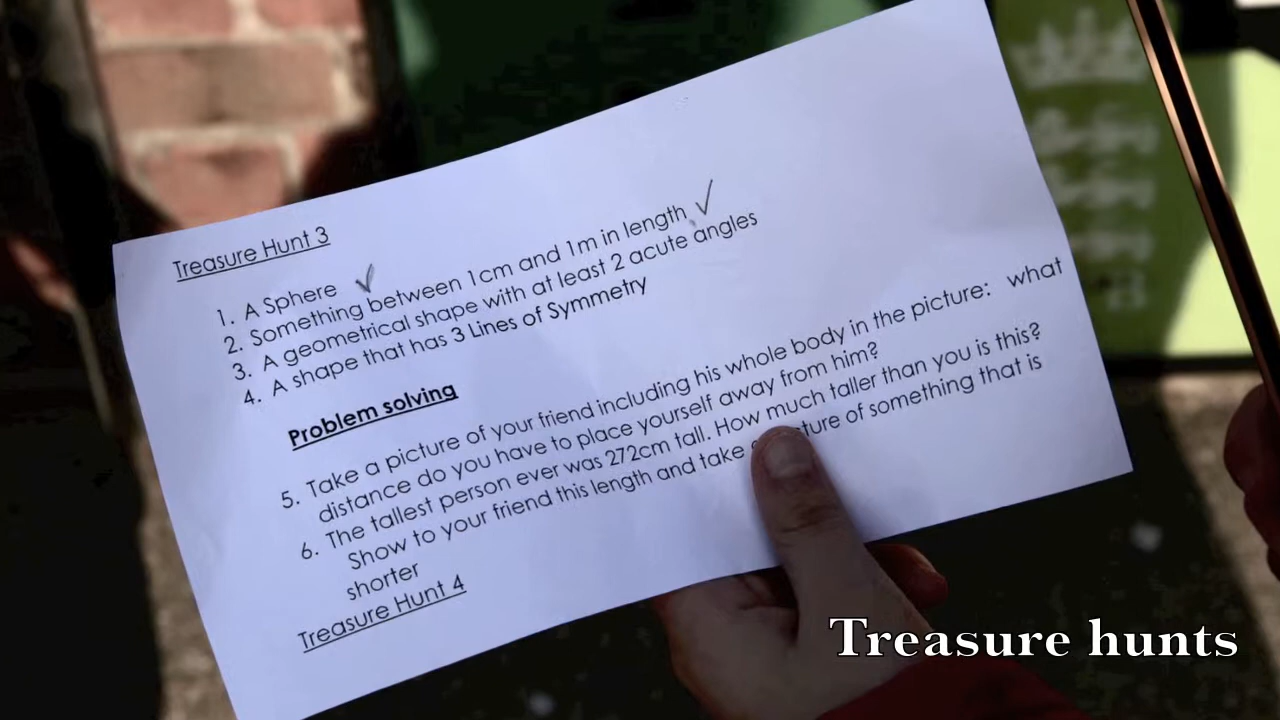 Treasure Hunt 3
1. A Sphere ✓
2. Something between 1cm and 1m in length ✓
3. A geometrical shape with at least 2 acute angles
4. A shape that has 3 Lines of Symmetry
Problem solving
5. Take a picture of your friend including his whole body in the picture: what
distance do you have to place yourself away from him?
6. The tallest person ever was 272cm tall. How much taller than you is this?
Show to your friend this length and take of something that is
shorter
Treasure Hunt 4
Treasure hunts